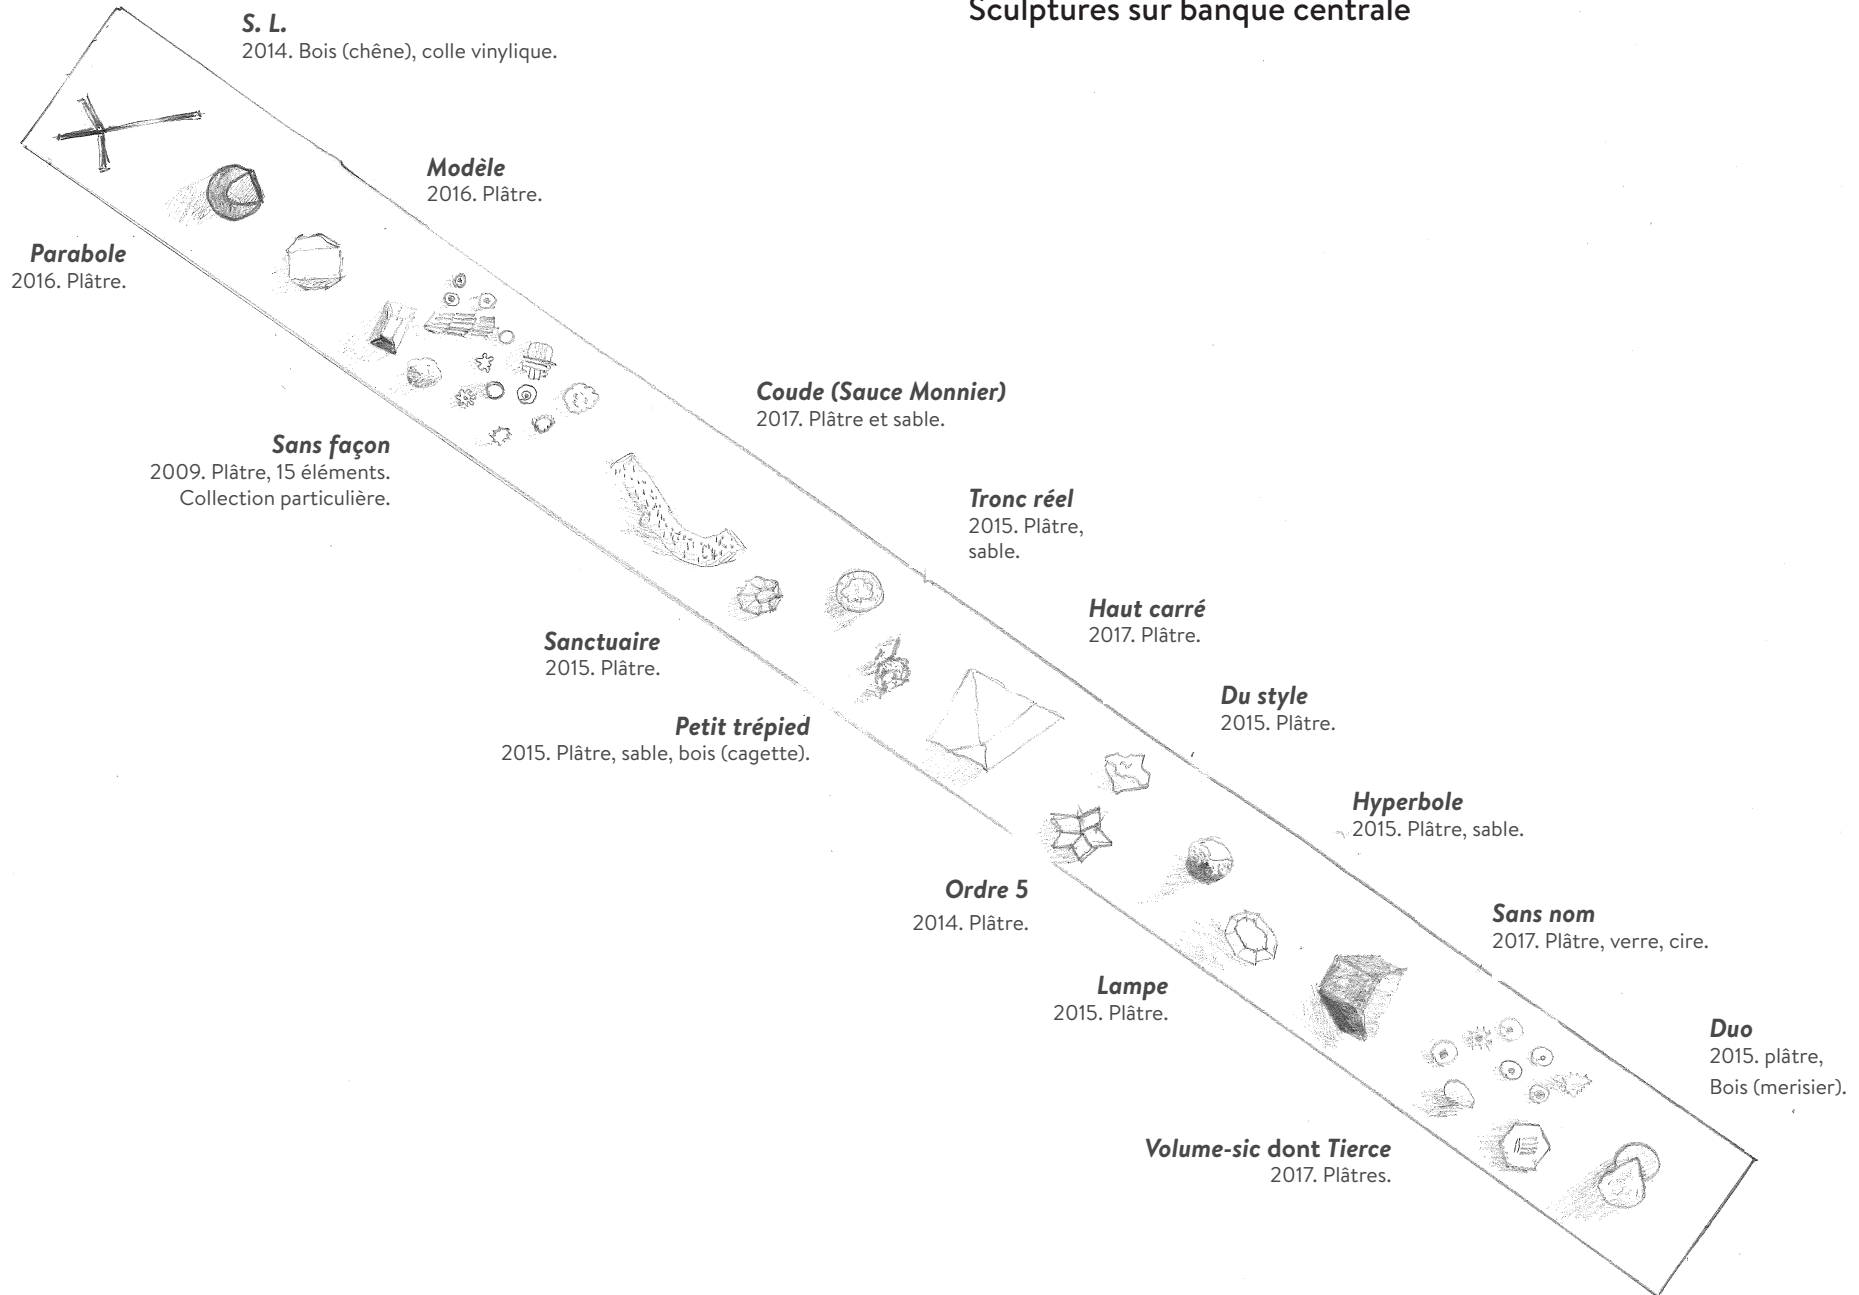 Sculptures sur banque centrale
S. L.
2014. Bois (chêne), colle vinylique.
Modèle
2016. Plâtre.
Parabole
2016. Plâtre.
Coude (Sauce Monnier)
2017. Plâtre et sable.
Sans façon
2009. Plâtre, 15 éléments.
Collection particulière.
Tronc réel
2015. Plâtre,
sable.
Haut carré
2017. Plâtre.
Sanctuaire
2015. Plâtre.
Du style
2015. Plâtre.
Petit trépied
2015. Plâtre, sable, bois (cagette).
Hyperbole
2015. Plâtre, sable.
Ordre 5
2014. Plâtre.
Sans nom
2017. Plâtre, verre, cire.
Lampe
2015. Plâtre.
Duo
2015. plâtre,
Bois (merisier).
Volume-sic dont Tierce
2017. Plâtres.